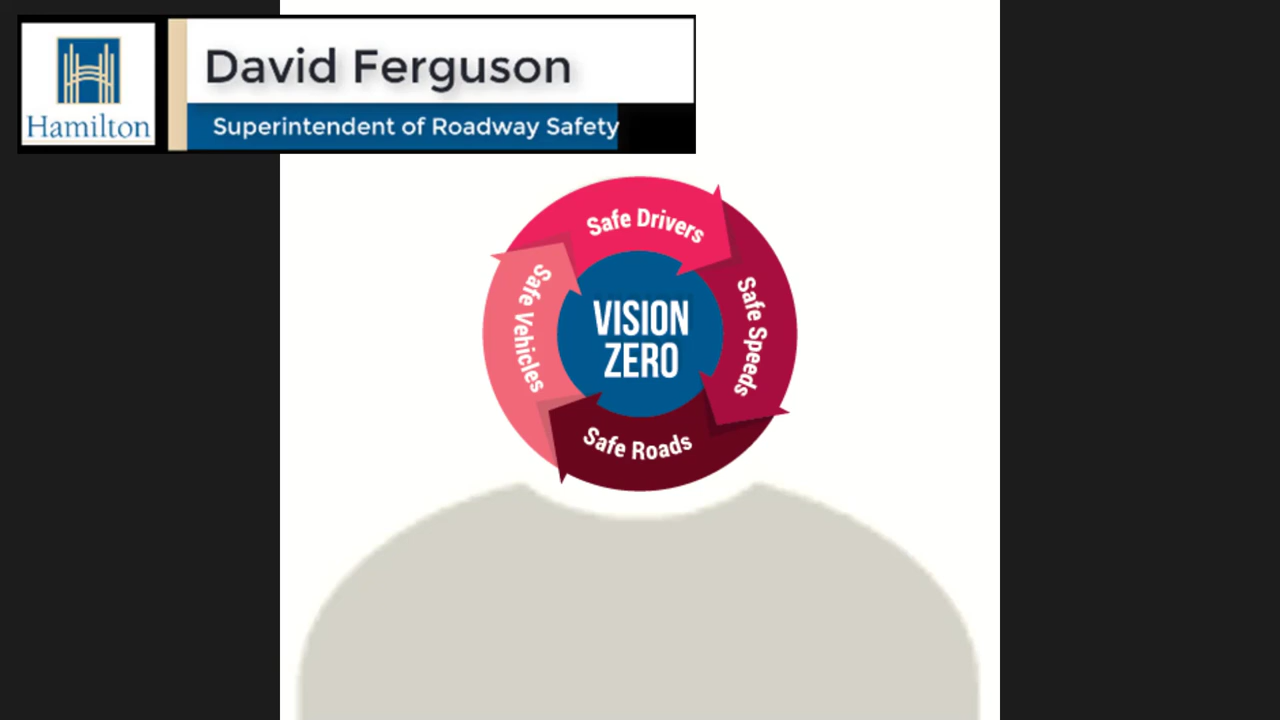 Hamilton
David Ferguson
Superintendent of Roadway Safety
Safe Drivers
Safe Speeds
Safe Roads
Safe Vehicles
VISION
ZERO